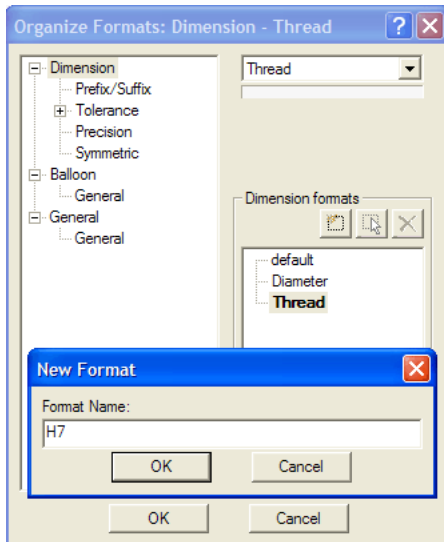 Organize Formats: Dimension - Thread
Dimension
Prefix/Suffix
Tolerance
Precision
Symmetric
Balloon
General
General
General
Thread
Dimension formats
default
Diameter
Thread
New Format
Format Name:
H7
OK Cancel
OK Cancel